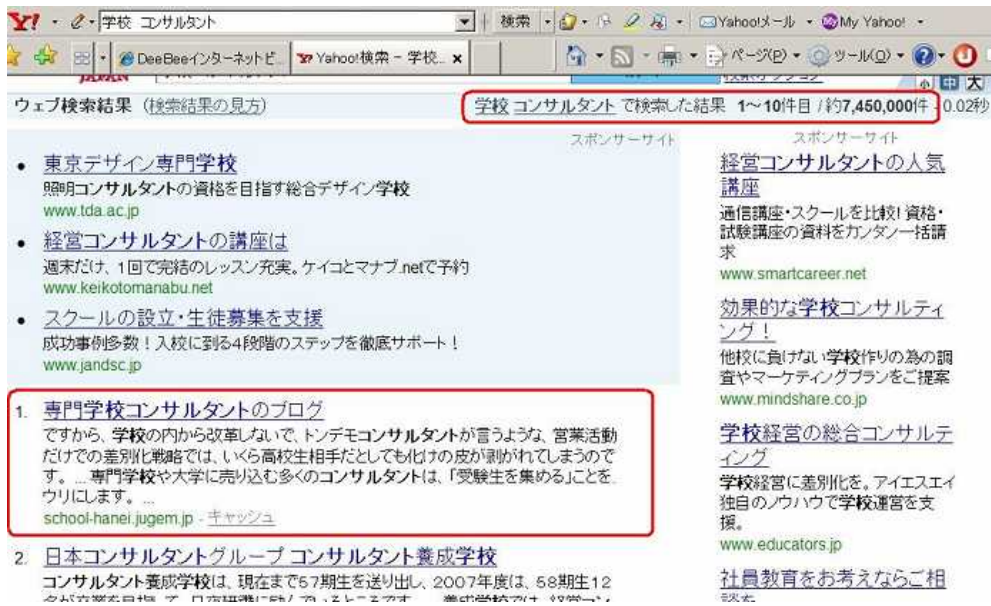 学校 コンサルタント
検索
Yahoo!メール
My Yahoo!
DeeBeeインターネットビ...
Yahoo!検索 - 学校...
ページ(P)
ツール(O)
JAPAN
小 中 大
ウェブ検索結果 (検索結果の見方)
学校 コンサルタント で検索した結果 1～10件目 / 約7,450,000件 - 0.02秒
スポンサーサイト
東京デザイン専門学校
照明コンサルタントの資格を目指す総合デザイン学校
www.tda.ac.jp
経営コンサルタントの講座は
週末だけ、1回で完結のレッスン充実。ケイコとマナブ.netで予約
www.keikotomanabu.net
スクールの設立・生徒募集を支援
成功事例多数！入校に到る4段階のステップを徹底サポート！
www.jandsc.jp
1. 専門学校コンサルタントのブログ
ですから、学校の内から改革しないで、トンデモコンサルタントが言うような、営業活動
だけでの差別化戦略では、いくら高校生相手だとしても化けの皮が剥がれてしまうので
す。... 専門学校や大学に売り込む多くのコンサルタントは、「受験生を集める」ことを
ウリにします。...
school-hanei.jugem.jp - キャッシュ
2. 日本コンサルタントグループ コンサルタント養成学校
コンサルタント養成学校は、現在まで57期生を送り出し、2007年度は、58期生12
スポンサーサイト
経営コンサルタントの人気
講座
通信講座・スクールを比較! 資格・
試験講座の資料をカンタン一括請
求
www.smartcareer.net
効果的な学校コンサルティ
ング！
他校に負けない学校作りの為の調
査やマーケティングプランをご提案
www.mindshare.co.jp
学校経営の総合コンサルテ
ィング
学校経営に差別化を。アイエスエイ
独自のノウハウで学校運営を支
援。
www.educators.jp
社員教育をお考えならご相